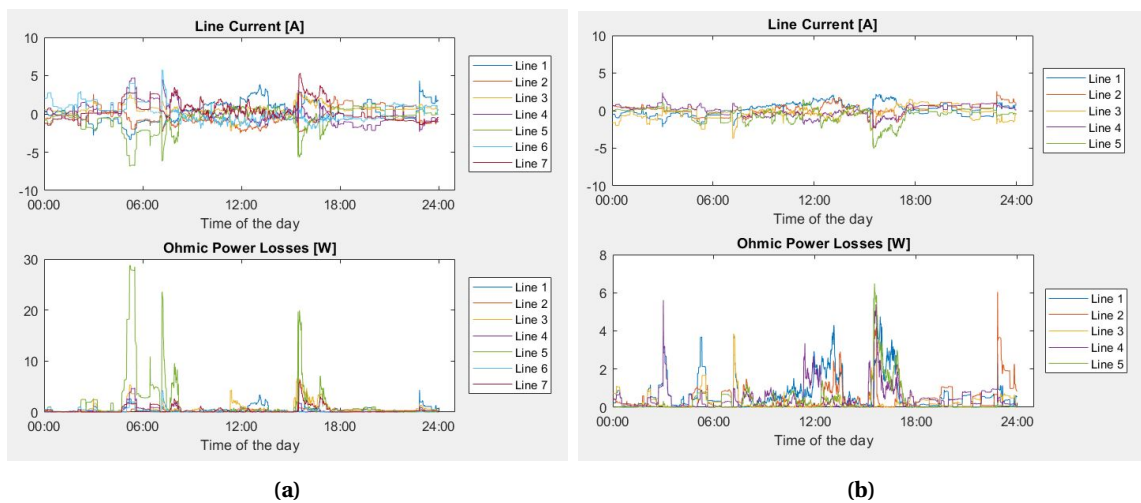 Line Current [A]
10
5
0
-5
-10
00:00 06:00 12:00 18:00 24:00
Time of the day
Line 1
Line 2
Line 3
Line 4
Line 5
Line 6
Line 7
Ohmic Power Losses [W]
30
20
10
0
00:00 06:00 12:00 18:00 24:00
Time of the day
Line 1
Line 2
Line 3
Line 4
Line 5
Line 6
Line 7
(a)
Line Current [A]
10
5
0
-5
-10
00:00 06:00 12:00 18:00 24:00
Time of the day
Line 1
Line 2
Line 3
Line 4
Line 5
Ohmic Power Losses [W]
8
6
4
2
0
00:00 06:00 12:00 18:00 24:00
Time of the day
Line 1
Line 2
Line 3
Line 4
Line 5
(b)